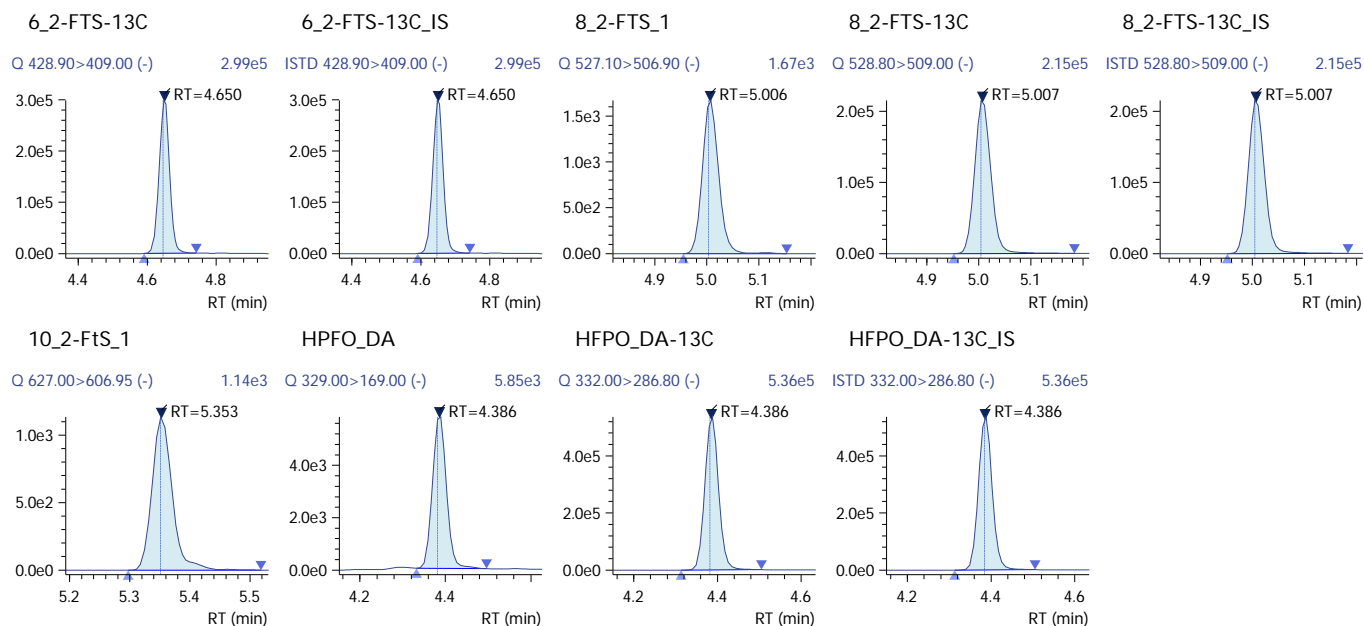 6_2-FTS-13C 6_2-FTS-13C_IS 8_2-FTS_1 8_2-FTS-13C 8_2-FTS-13C_IS
Q 428.90>409.00 (-) 2.99e5 ISTD 428.90>409.00 (-) 2.99e5 Q 527.10>506.90 (-) 1.67e3 Q 528.80>509.00 (-) 2.15e5 ISTD 528.80>509.00 (-) 2.15e5
3.0e5 RT=4.650 3.0e5 RT=4.650 RT=5.006 RT=5.007 RT=5.007
1.5e3 2.0e5 2.0e5
2.0e5 2.0e5
1.0e3
1.0e5 1.0e5 1.0e5 1.0e5
5.0e2
0.0e0 0.0e0 0.0e0 0.0e0 0.0e0
4.4 4.6 4.8 4.4 4.6 4.8 4.9 5.0 5.1 4.9 5.0 5.1 4.9 5.0 5.1
RT (min) RT (min) RT (min) RT (min) RT (min)
10_2-FtS_1 HPFO_DA HFPO_DA-13C HFPO_DA-13C_IS
Q 627.00>606.95 (-) 1.14e3 Q 329.00>169.00 (-) 5.85e3 Q 332.00>286.80 (-) 5.36e5 ISTD 332.00>286.80 (-) 5.36e5
RT=5.353 RT=4.386 RT=4.386 RT=4.386
1.0e3
4.0e3 4.0e5 4.0e5
5.0e2
2.0e3 2.0e5 2.0e5
0.0e0 0.0e0 0.0e0 0.0e0
5.2 5.3 5.4 5.5 4.2 4.4 4.2 4.4 4.6 4.2 4.4 4.6
RT (min) RT (min) RT (min) RT (min)